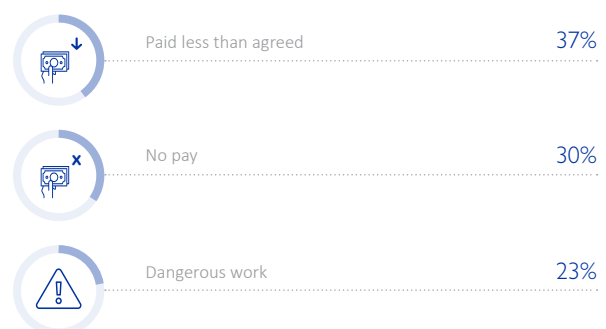 Paid less than agreed 37%
No pay 30%
Dangerous work 23%